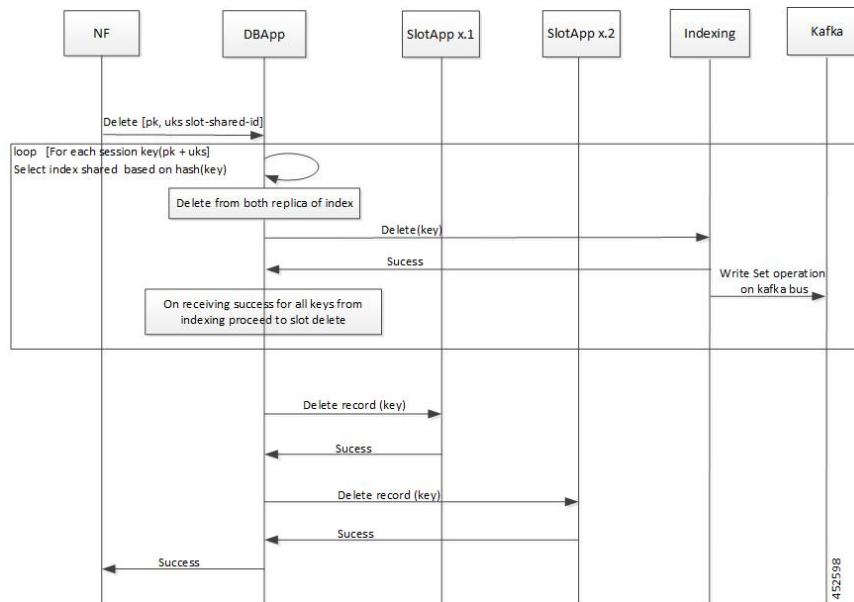 NF
DBApp
SlotApp x.1
SlotApp x.2
Indexing
Kafka
Delete [pk, uks slot-shared-id]
loop [For each session key(pk + uks]
Select index shared based on hash(key)
Delete from both replica of index
Delete(key)
Sucess
Write Set operation
on kafka bus
On receiving success for all keys from
indexing proceed to slot delete
Delete record (key)
Sucess
Delete record (key)
Sucess
Success
452598